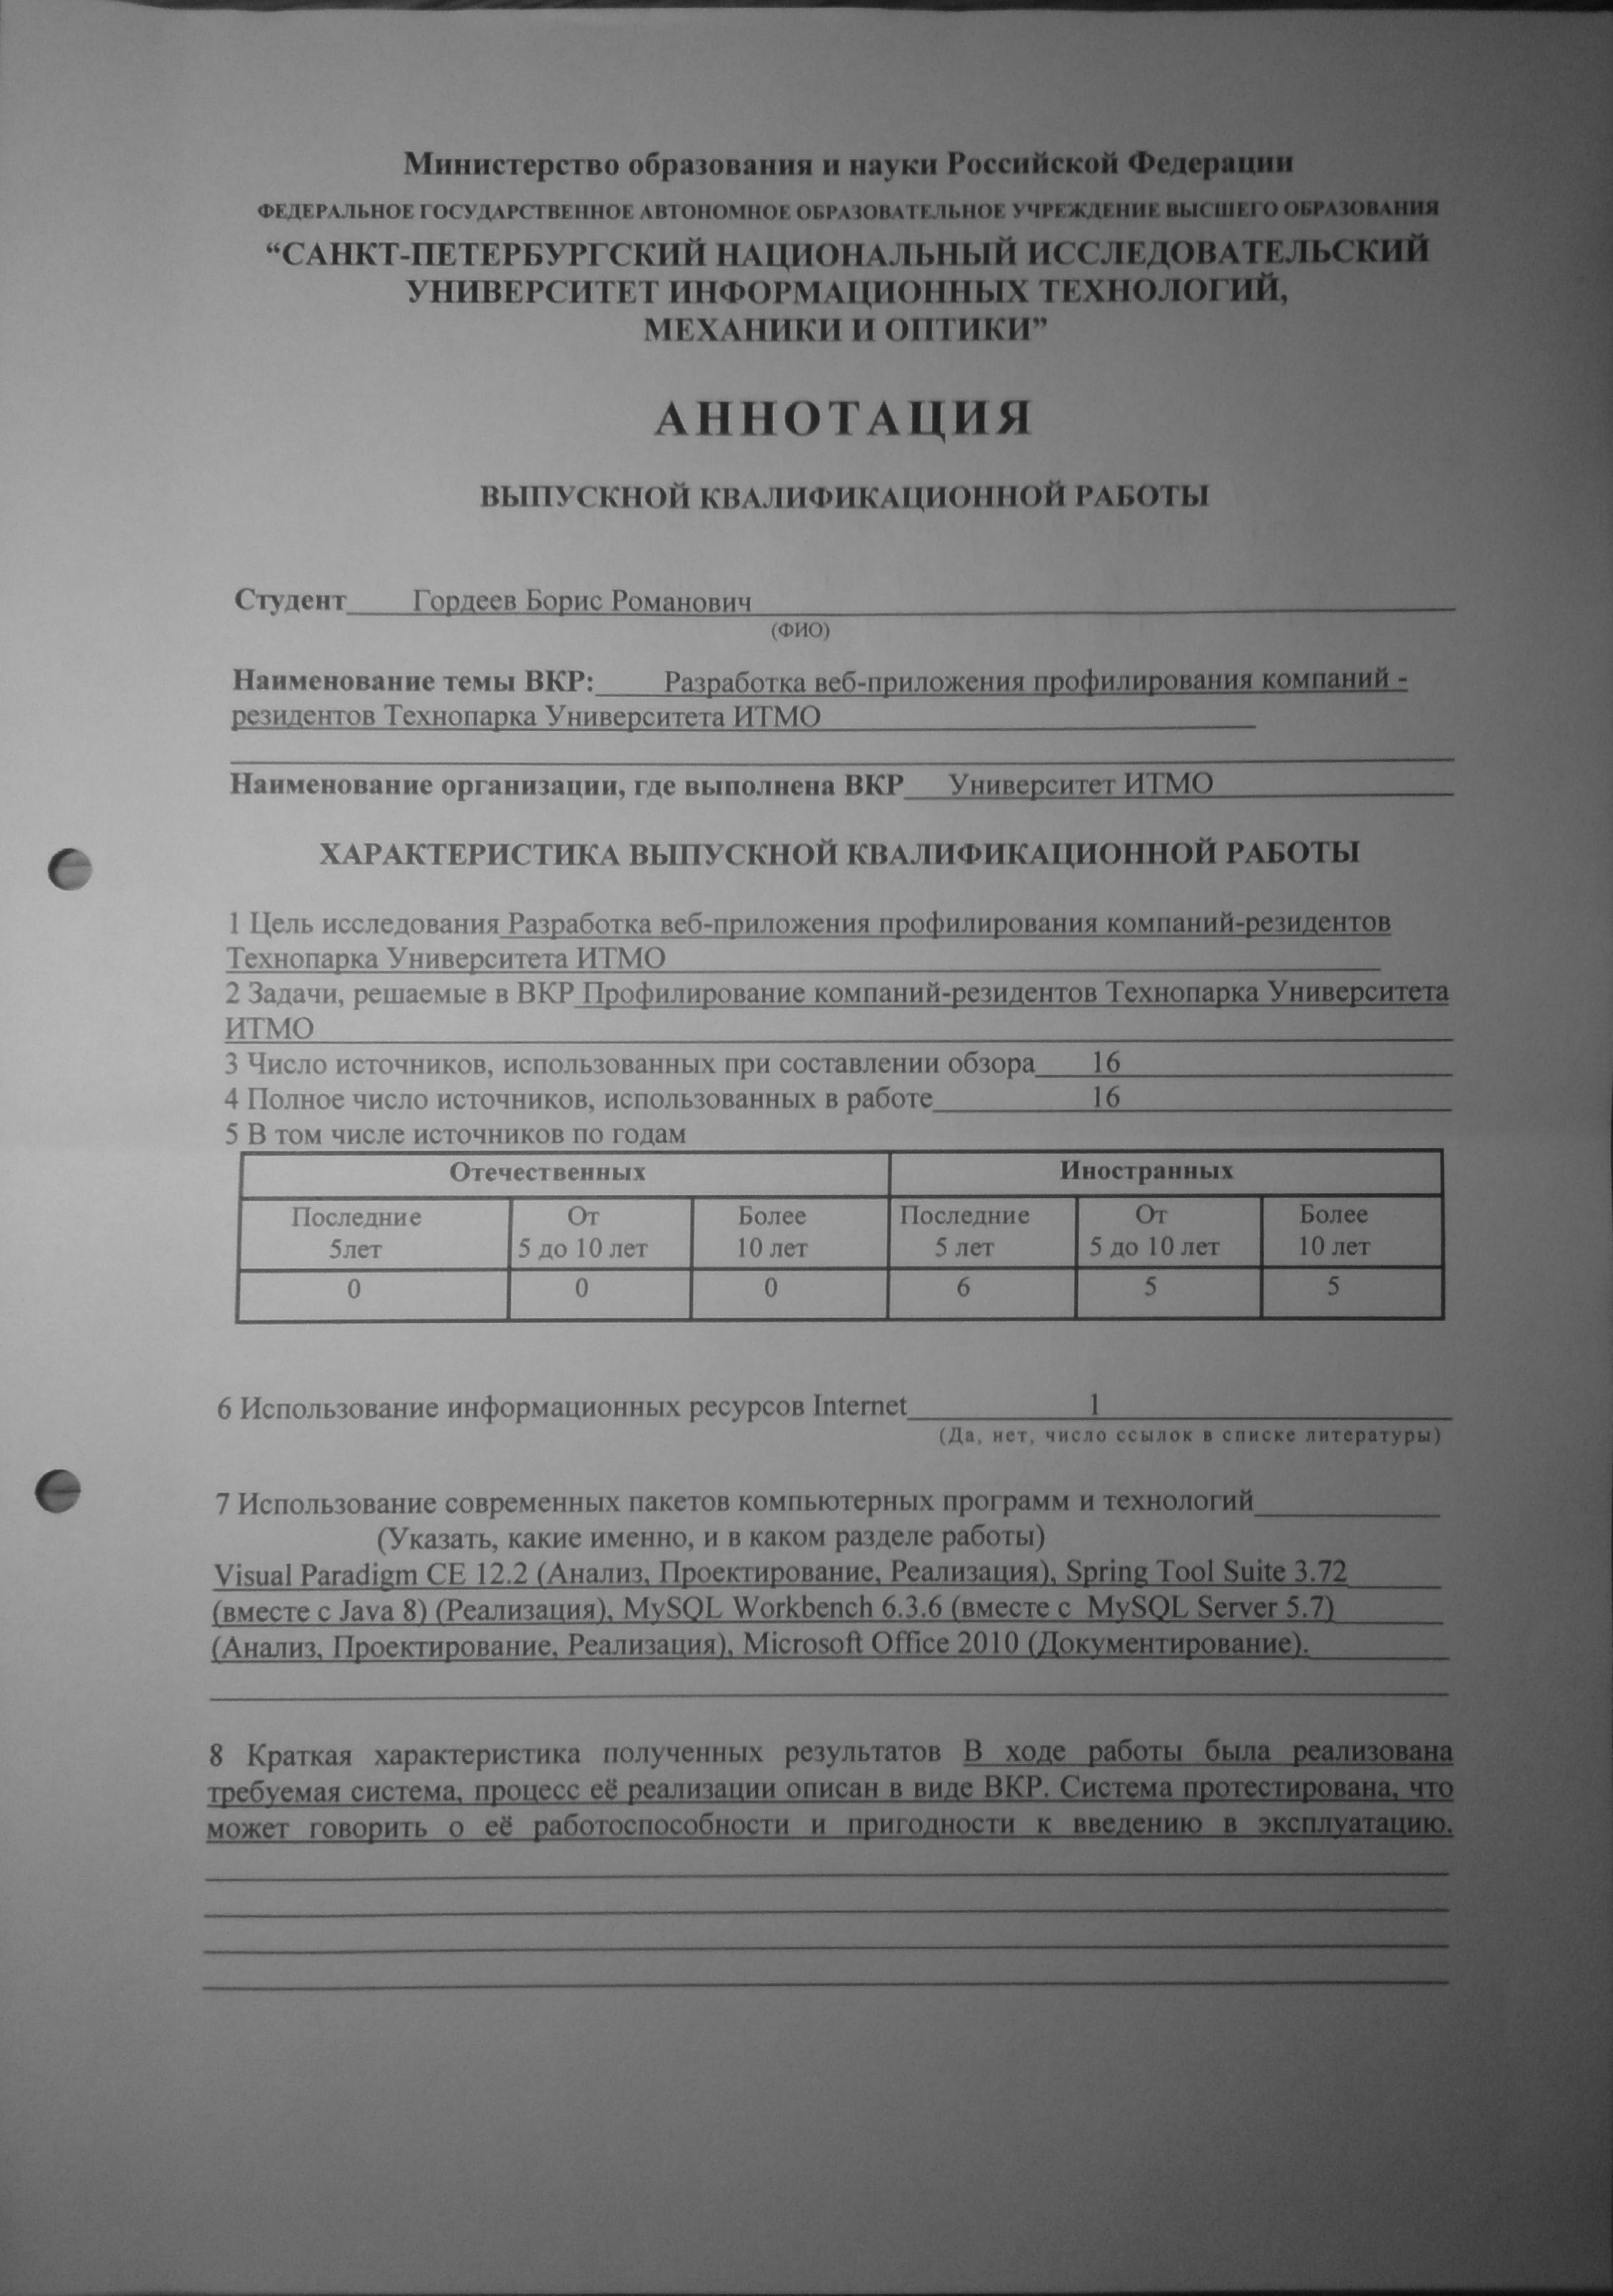 Министерство образования и науки Российской Федерации
ФЕДЕРАЛЬНОЕ ГОСУДАРСТВЕННОЕ АВТОНОМНОЕ ОБРАЗОВАТЕЛЬНОЕ УЧРЕЖДЕНИЕ ВЫСШЕГО ОБРАЗОВАНИЯ
“САНКТ-ПЕТЕРБУРГСКИЙ НАЦИОНАЛЬНЫЙ ИССЛЕДОВАТЕЛЬСКИЙ
УНИВЕРСИТЕТ ИНФОРМАЦИОННЫХ ТЕХНОЛОГИЙ,
МЕХАНИКИ И ОПТИКИ”
АННОТАЦИЯ
ВЫПУСКНОЙ КВАЛИФИКАЦИОННОЙ РАБОТЫ
Студент Гордеев Борис Романович
(ФИО)
Наименование темы ВКР: Разработка веб-приложения профилирования компаний -
резидентов Технопарка Университета ИТМО
Наименование организации, где выполнена ВКР Университет ИТМО
ХАРАКТЕРИСТИКА ВЫПУСКНОЙ КВАЛИФИКАЦИОННОЙ РАБОТЫ
1 Цель исследования Разработка веб-приложения профилирования компаний-резидентов
Технопарка Университета ИТМО
2 Задачи, решаемые в ВКР Профилирование компаний-резидентов Технопарка Университета
ИТМО
3 Число источников, использованных при составлении обзора 16
4 Полное число источников, использованных в работе 16
5 В том числе источников по годам
Отечественных Иностранных
Последние От Более Последние От Более
5лет 5 до 10 лет 10 лет 5 лет 5 до 10 лет 10 лет
0 0 0 6 5 5
6 Использование информационных ресурсов Internet 1
(Да, нет, число ссылок в списке литературы)
7 Использование современных пакетов компьютерных программ и технологий
(Указать, какие именно, и в каком разделе работы)
Visual Paradigm CE 12.2 (Анализ, Проектирование, Реализация), Spring Tool Suite 3.72
(вместе с Java 8) (Реализация), MySQL Workbench 6.3.6 (вместе с MySQL Server 5.7)
(Анализ, Проектирование, Реализация), Microsoft Office 2010 (Документирование).
8 Краткая характеристика полученных результатов В ходе работы была реализована
требуемая система, процесс её реализации описан в виде ВКР. Система протестирована, что
может говорить о её работоспособности и пригодности к введению в эксплуатацию.